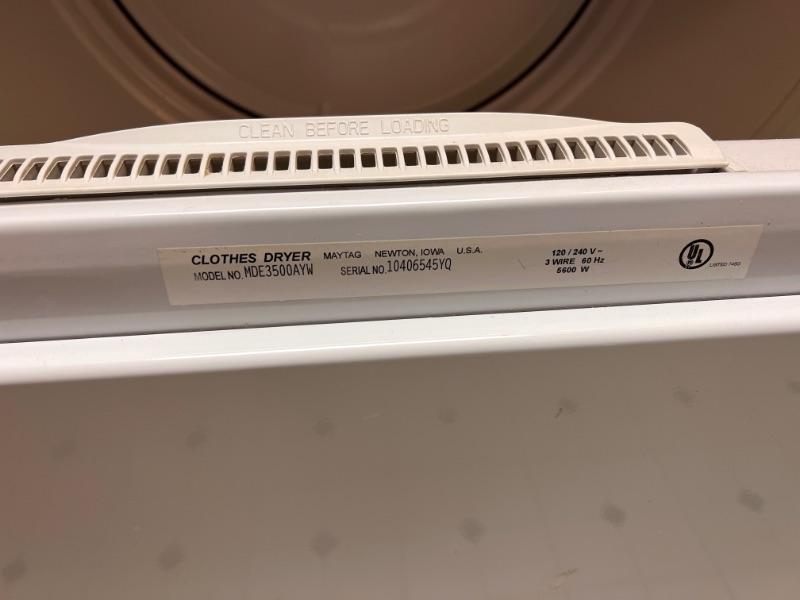 CLEAN BEFORE LOADING
CLOTHES DRYER MAYTAG NEWTON, IOWA U.S.A.
MODEL NO. MDE3500AYW SERIAL NO. 10406545YQ
120 / 240 V ~
3 WIRE 60 Hz
5600 W
UL
LISTED